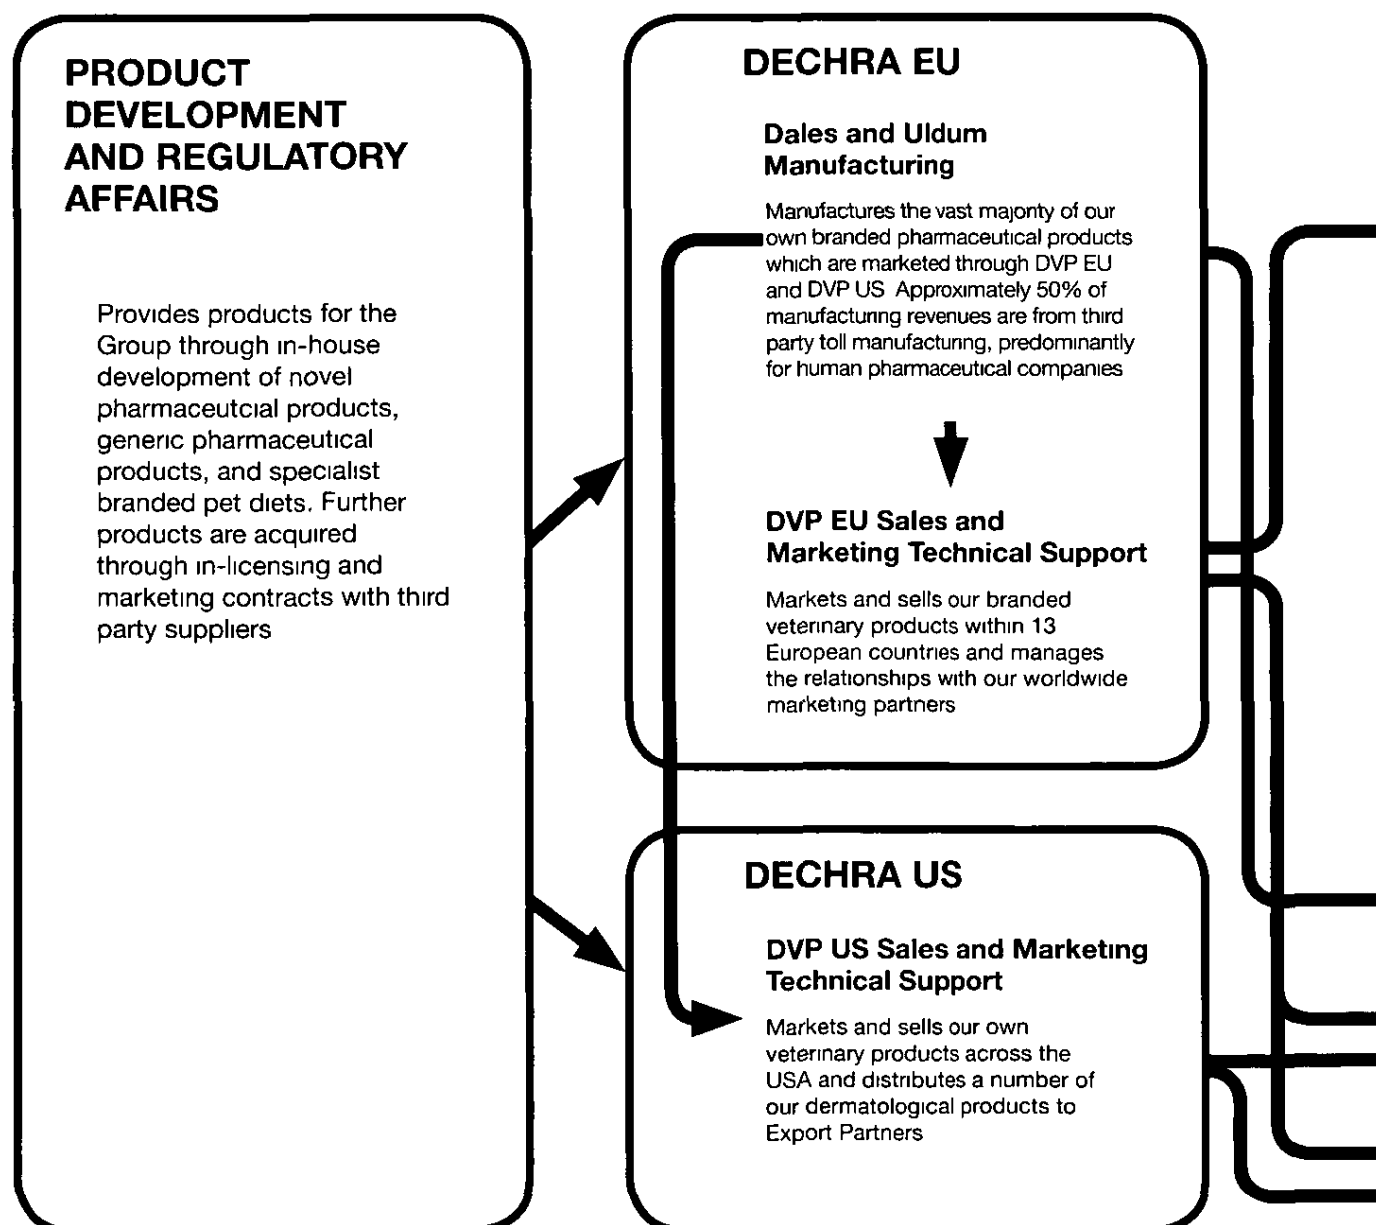 PRODUCT
DEVELOPMENT
AND REGULATORY
AFFAIRS
Provides products for the
Group through in-house
development of novel
pharmaceutcial products,
generic pharmaceutical
products, and specialist
branded pet diets. Further
products are acquired
through in-licensing and
marketing contracts with third
party suppliers
DECHRA EU
Dales and Uldum
Manufacturing
Manufactures the vast majority of our
own branded pharmaceutical products
which are marketed through DVP EU
and DVP US Approximately 50% of
manufacturing revenues are from third
party toll manufacturing, predominantly
for human pharmaceutical companies
DVP EU Sales and
Marketing Technical Support
Markets and sells our branded
veterinary products within 13
European countries and manages
the relationships with our worldwide
marketing partners
DECHRA US
DVP US Sales and Marketing
Technical Support
Markets and sells our own
veterinary products across the
USA and distributes a number of
our dermatological products to
Export Partners